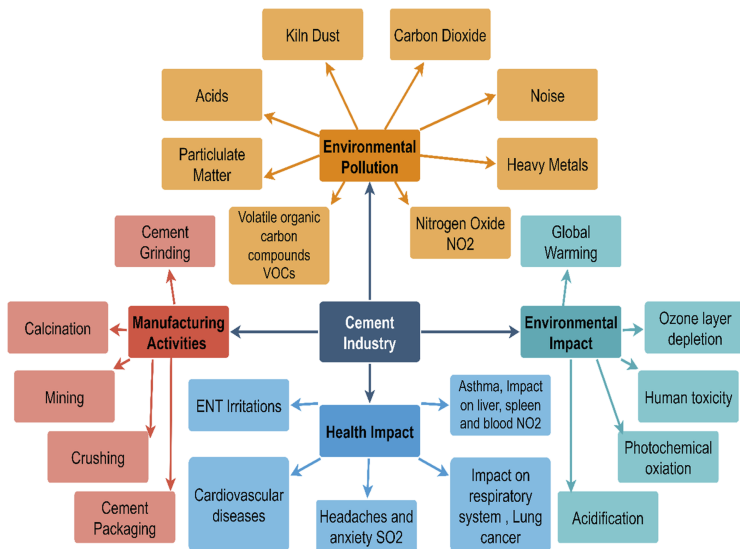 Kiln Dust
Carbon Dioxide
Acids
Noise
Environmental
Pollution
Particlulate
Matter
Heavy Metals
Volatile organic
carbon
compounds
VOCs
Nitrogen Oxide
NO2
Cement
Grinding
Global
Warming
Calcination
Manufacturing
Activities
Cement
Industry
Environmental
Impact
Ozone layer
depletion
Mining
ENT Irritations
Asthma, Impact
on liver, spleen
and blood NO2
Human toxicity
Health Impact
Crushing
Photochemical
oxiation
Cement
Packaging
Cardiovascular
diseases
Headaches and
anxiety SO2
Impact on
respiratory
system , Lung
cancer
Acidification